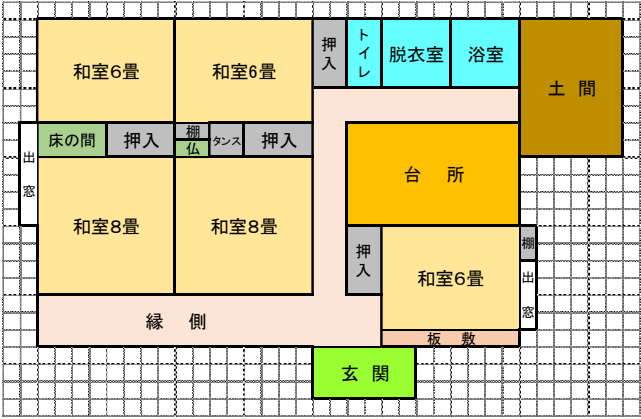 和室6畳
和室6畳
押入
トイレ
脱衣室
浴室
土 間
床の間
押入
棚
仏
タンス
押入
出窓
台 所
和室8畳
和室8畳
押入
和室6畳
棚
出窓
縁 側
板 敷
玄 関